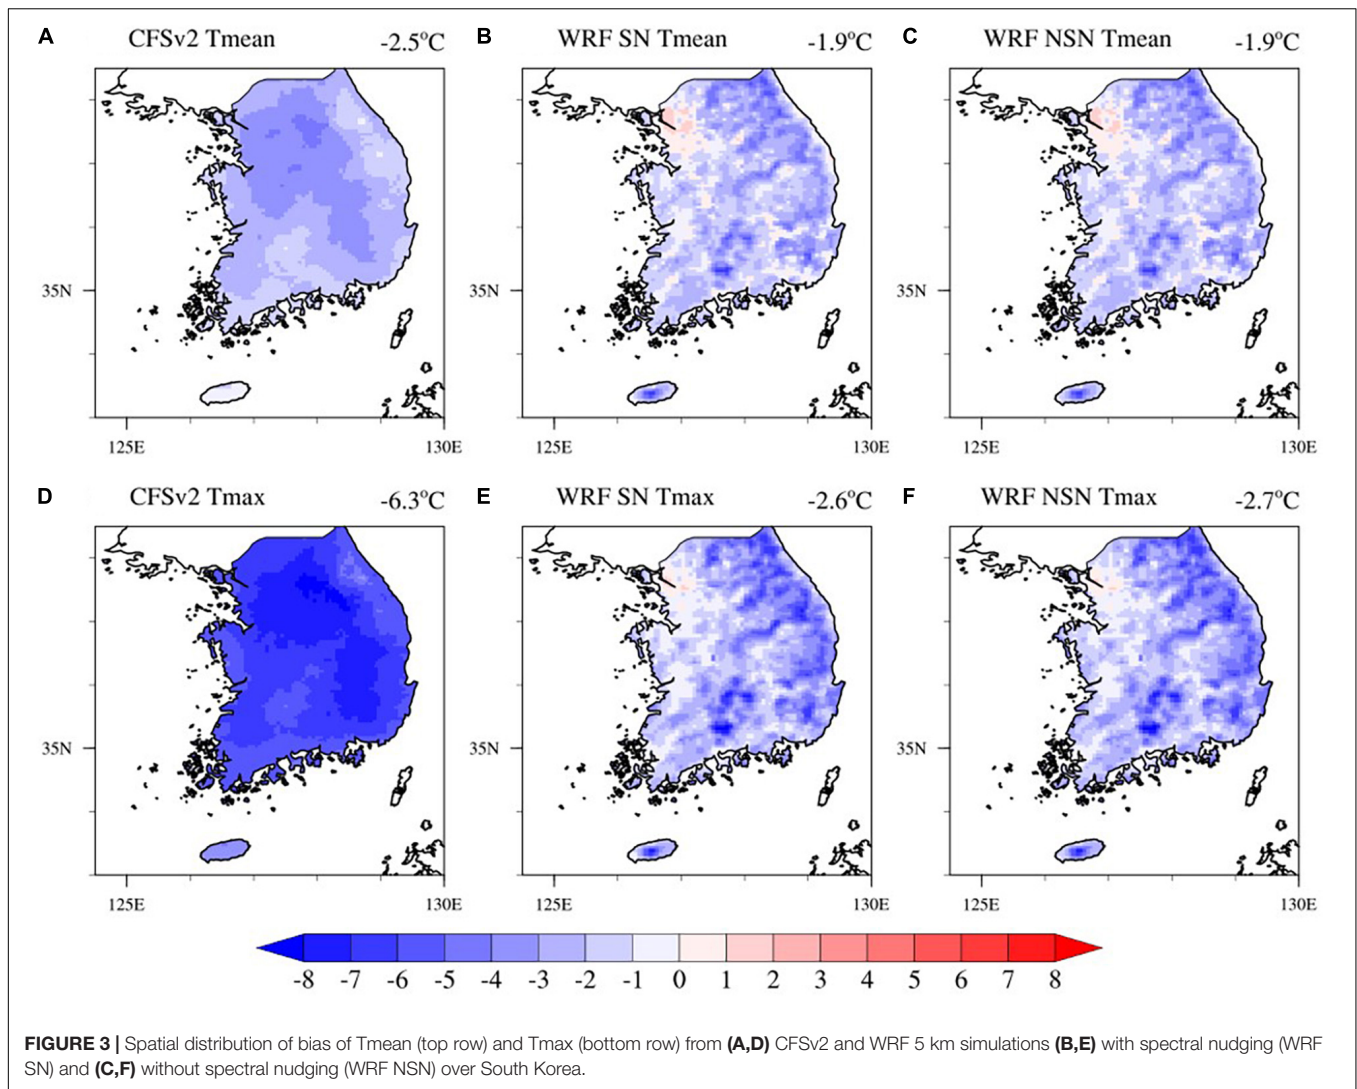 A CFSv2 Tmean -2.5°C
B WRF SN Tmean -1.9°C
C WRF NSN Tmean -1.9°C
35N 35N 35N
125E 130E 125E 130E 125E 130E
D CFSv2 Tmax -6.3°C
E WRF SN Tmax -2.6°C
F WRF NSN Tmax -2.7°C
35N 35N 35N
125E 130E 125E 130E 125E 130E
-8 -7 -6 -5 -4 -3 -2 -1 0 1 2 3 4 5 6 7 8
FIGURE 3 | Spatial distribution of bias of Tmean (top row) and Tmax (bottom row) from (A,D) CFSv2 and WRF 5 km simulations (B,E) with spectral nudging (WRF
SN) and (C,F) without spectral nudging (WRF NSN) over South Korea.